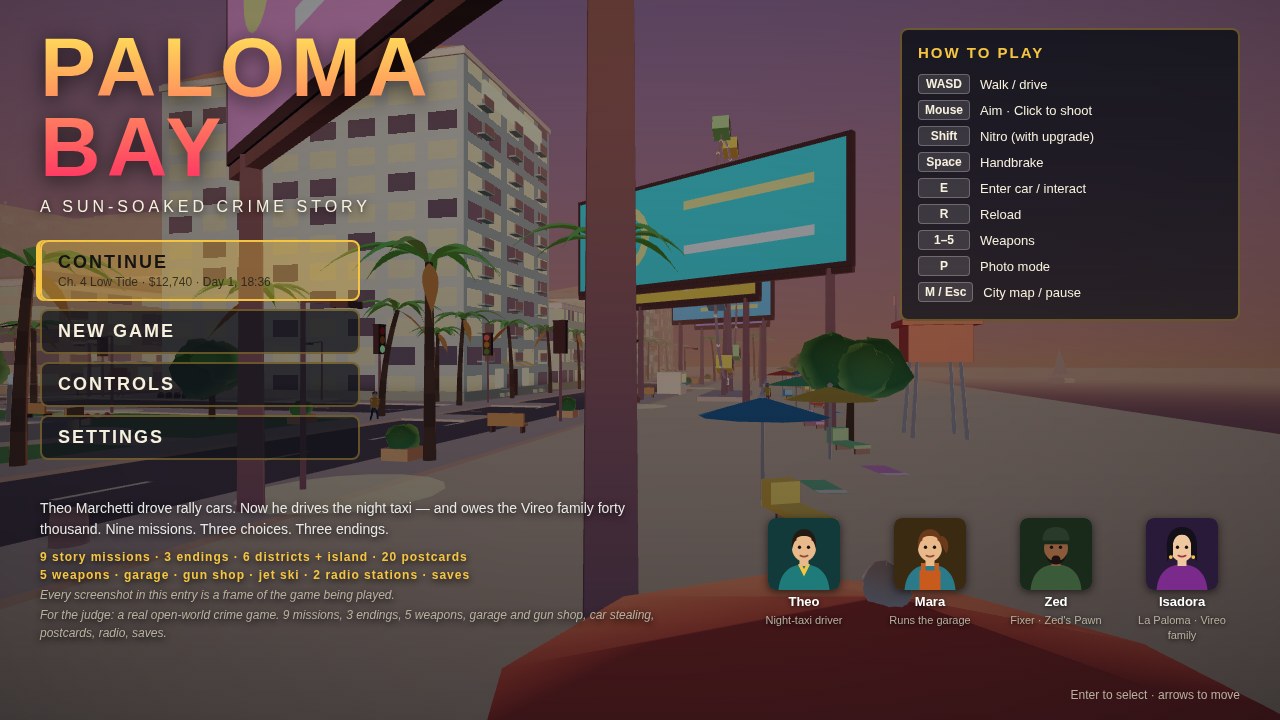 PALOMA
BAY
A SUN-SOAKED CRIME STORY
CONTINUE
Ch. 4 Low Tide · $12,740 · Day 1, 18:36
NEW GAME
CONTROLS
SETTINGS
Theo Marchetti drove rally cars. Now he drives the night taxi — and owes the Vireo family forty
thousand. Nine missions. Three choices. Three endings.
9 story missions · 3 endings · 6 districts + island · 20 postcards
5 weapons · garage · gun shop · jet ski · 2 radio stations · saves
Every screenshot in this entry is a frame of the game being played.
For the judge: a real open-world crime game. 9 missions, 3 endings, 5 weapons, garage and gun shop, car stealing,
postcards, radio, saves.
HOW TO PLAY
WASD Walk / drive
Mouse Aim · Click to shoot
Shift Nitro (with upgrade)
Space Handbrake
E Enter car / interact
R Reload
1–5 Weapons
P Photo mode
M / Esc City map / pause
Theo
Night-taxi driver
Mara
Runs the garage
Zed
Fixer · Zed's Pawn
Isadora
La Paloma · Vireo
family
Enter to select · arrows to move